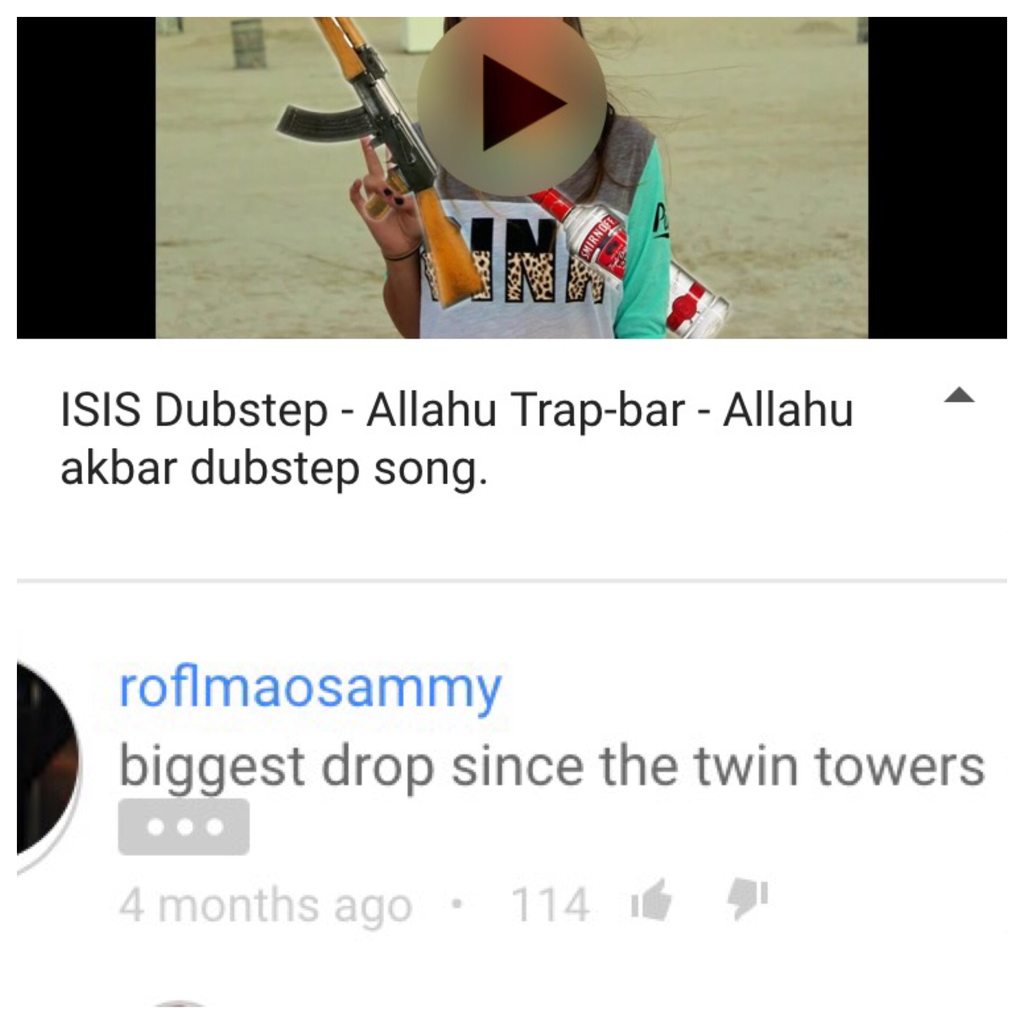 PINK
SMIRNOFF
ISIS Dubstep - Allahu Trap-bar - Allahu
akbar dubstep song.
roflmaosammy
biggest drop since the twin towers
4 months ago • 114